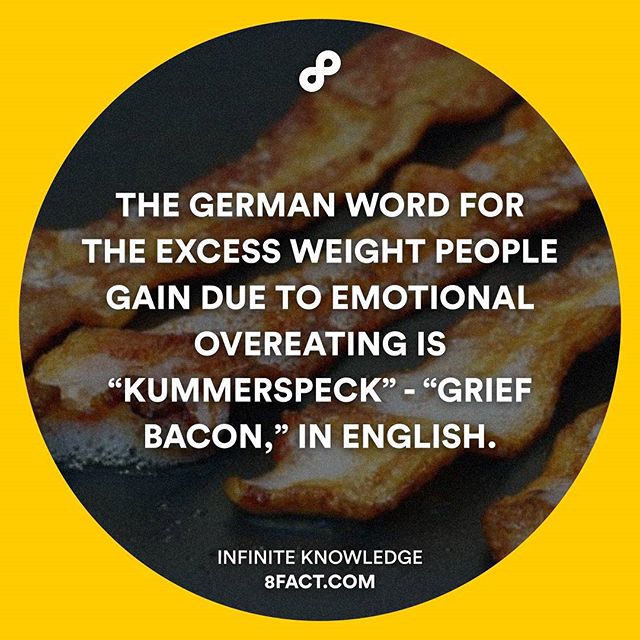 THE GERMAN WORD FOR
THE EXCESS WEIGHT PEOPLE
GAIN DUE TO EMOTIONAL
OVEREATING IS
“KUMMERSPECK” - “GRIEF
BACON,” IN ENGLISH.
INFINITE KNOWLEDGE
8FACT.COM